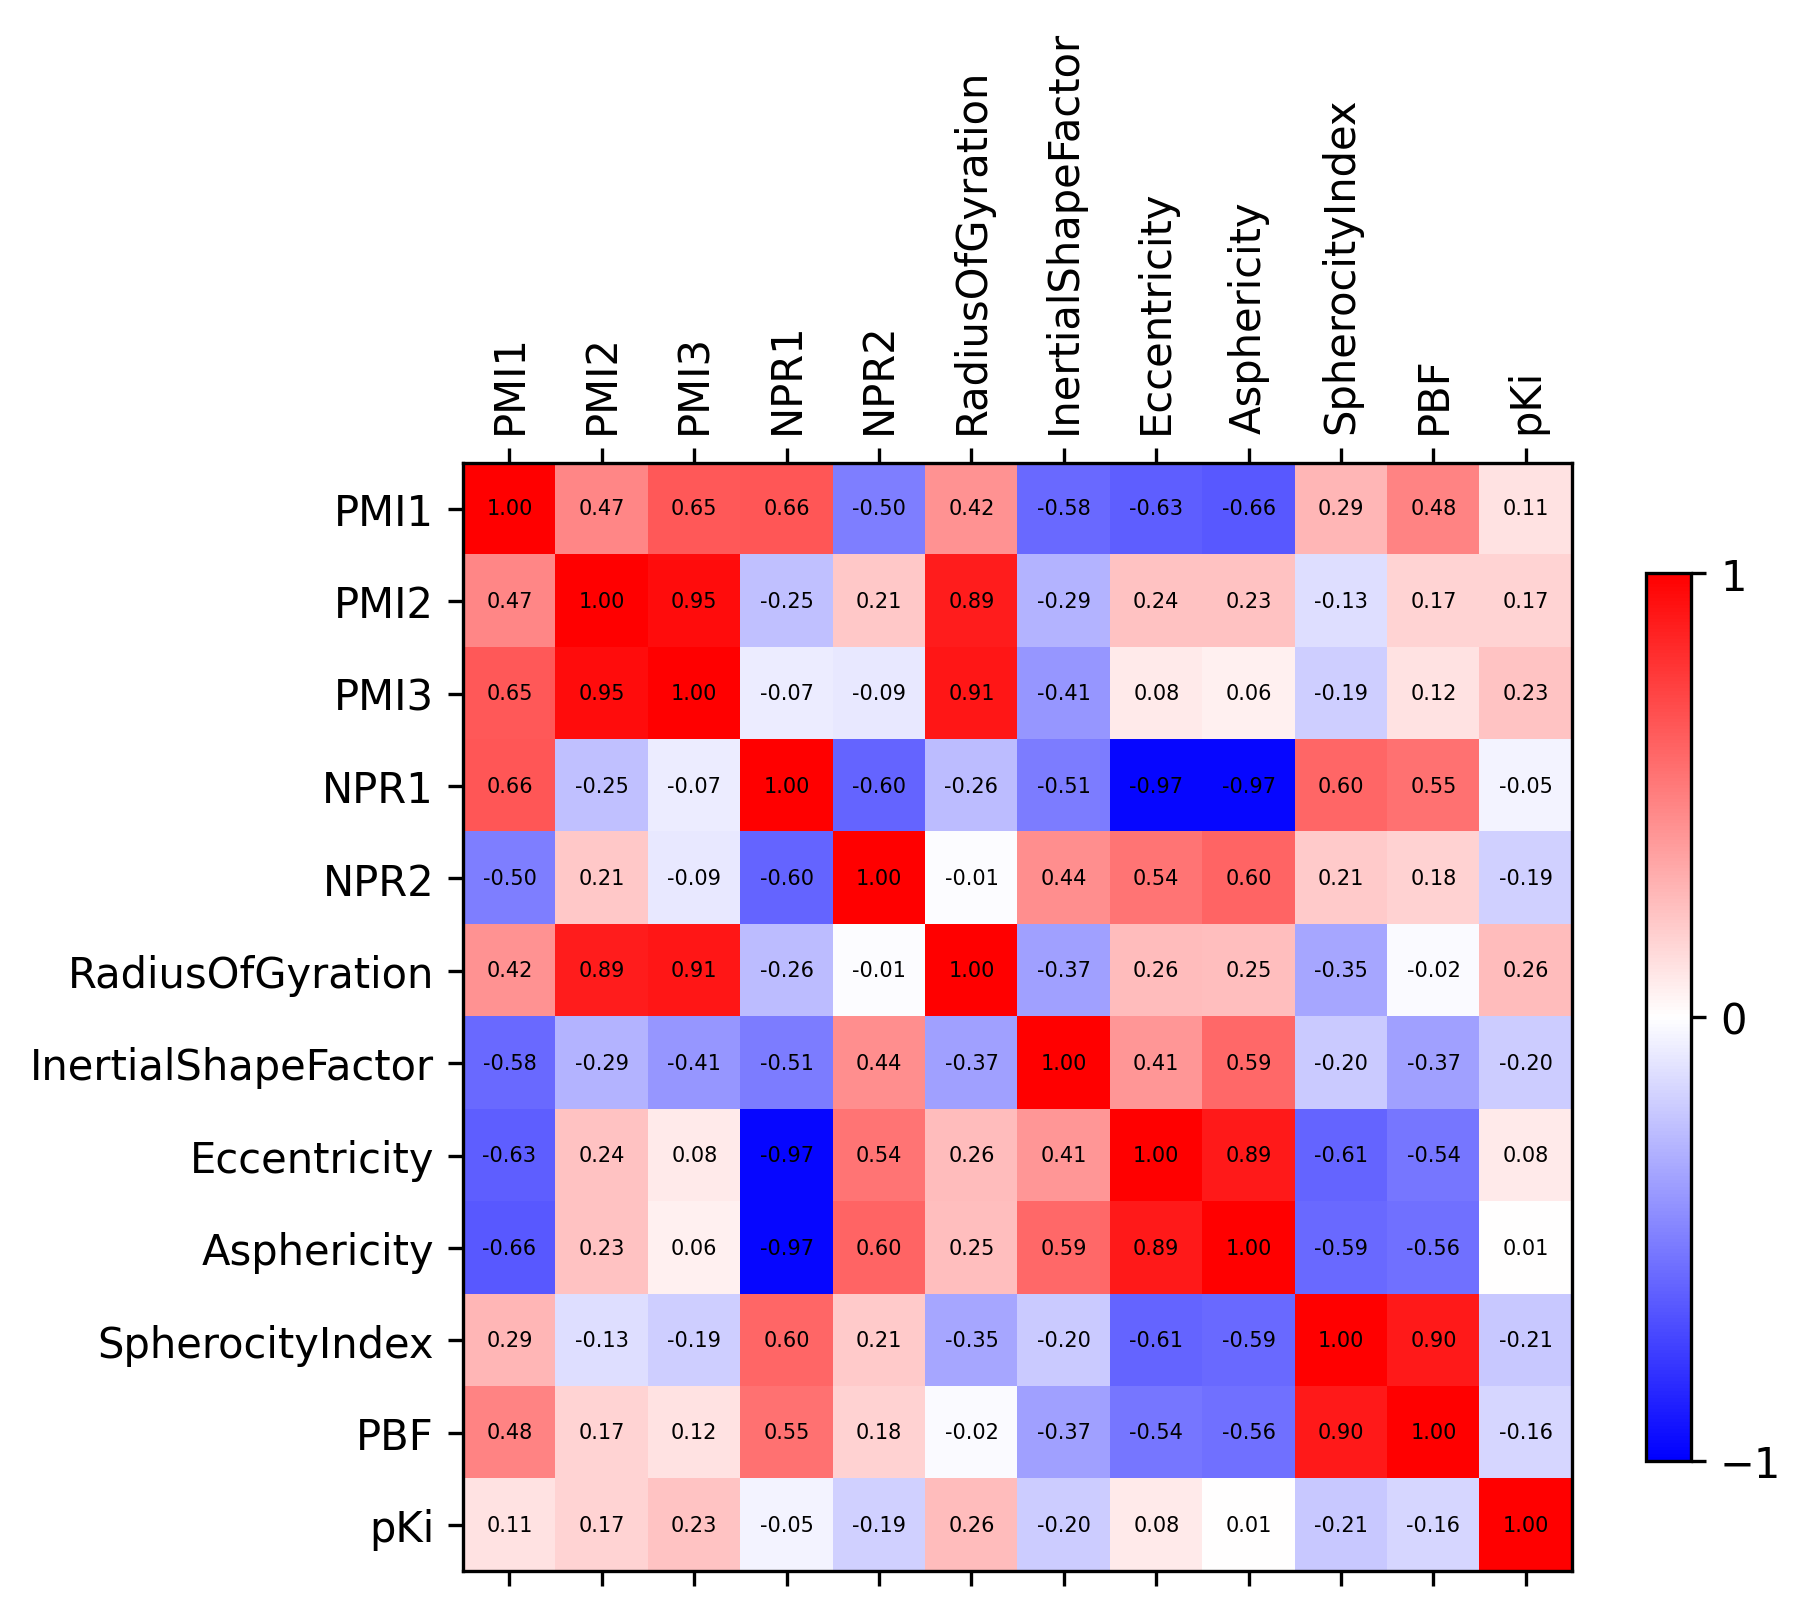 PMI1 PMI2 PMI3 NPR1 NPR2 RadiusOfGyration InertialShapeFactor Eccentricity Asphericity SpherocityIndex PBF pKi
PMI1 1.00 0.47 0.65 0.66 -0.50 0.42 -0.58 -0.63 -0.66 0.29 0.48 0.11
PMI2 0.47 1.00 0.95 -0.25 0.21 0.89 -0.29 0.24 0.23 -0.13 0.17 0.17
PMI3 0.65 0.95 1.00 -0.07 -0.09 0.91 -0.41 0.08 0.06 -0.19 0.12 0.23
NPR1 0.66 -0.25 -0.07 1.00 -0.60 -0.26 -0.51 -0.97 -0.97 0.60 0.55 -0.05
NPR2 -0.50 0.21 -0.09 -0.60 1.00 -0.01 0.44 0.54 0.60 0.21 0.18 -0.19
RadiusOfGyration 0.42 0.89 0.91 -0.26 -0.01 1.00 -0.37 0.26 0.25 -0.35 -0.02 0.26
InertialShapeFactor -0.58 -0.29 -0.41 -0.51 0.44 -0.37 1.00 0.41 0.59 -0.20 -0.37 -0.20
Eccentricity -0.63 0.24 0.08 -0.97 0.54 0.26 0.41 1.00 0.89 -0.61 -0.54 0.08
Asphericity -0.66 0.23 0.06 -0.97 0.60 0.25 0.59 0.89 1.00 -0.59 -0.56 0.01
SpherocityIndex 0.29 -0.13 -0.19 0.60 0.21 -0.35 -0.20 -0.61 -0.59 1.00 0.90 -0.21
PBF 0.48 0.17 0.12 0.55 0.18 -0.02 -0.37 -0.54 -0.56 0.90 1.00 -0.16
pKi 0.11 0.17 0.23 -0.05 -0.19 0.26 -0.20 0.08 0.01 -0.21 -0.16 1.00
1
0
−1